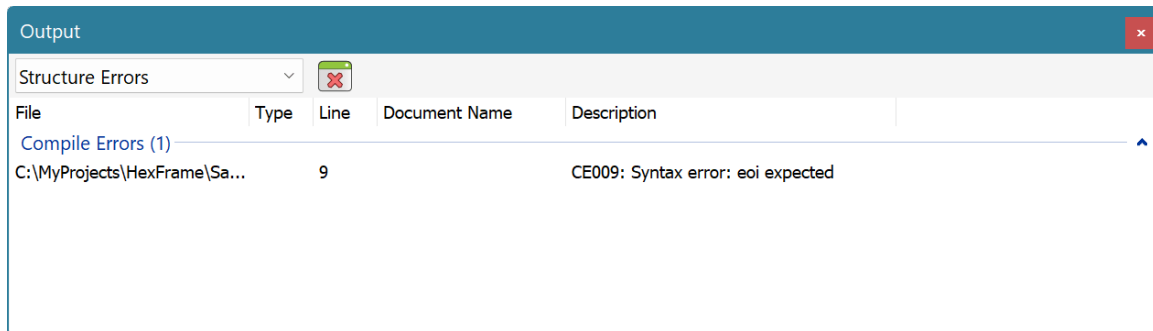 Output
Structure Errors
File Type Line Document Name Description
Compile Errors (1)
C:\MyProjects\HexFrame\Sa... 9 CE009: Syntax error: eoi expected